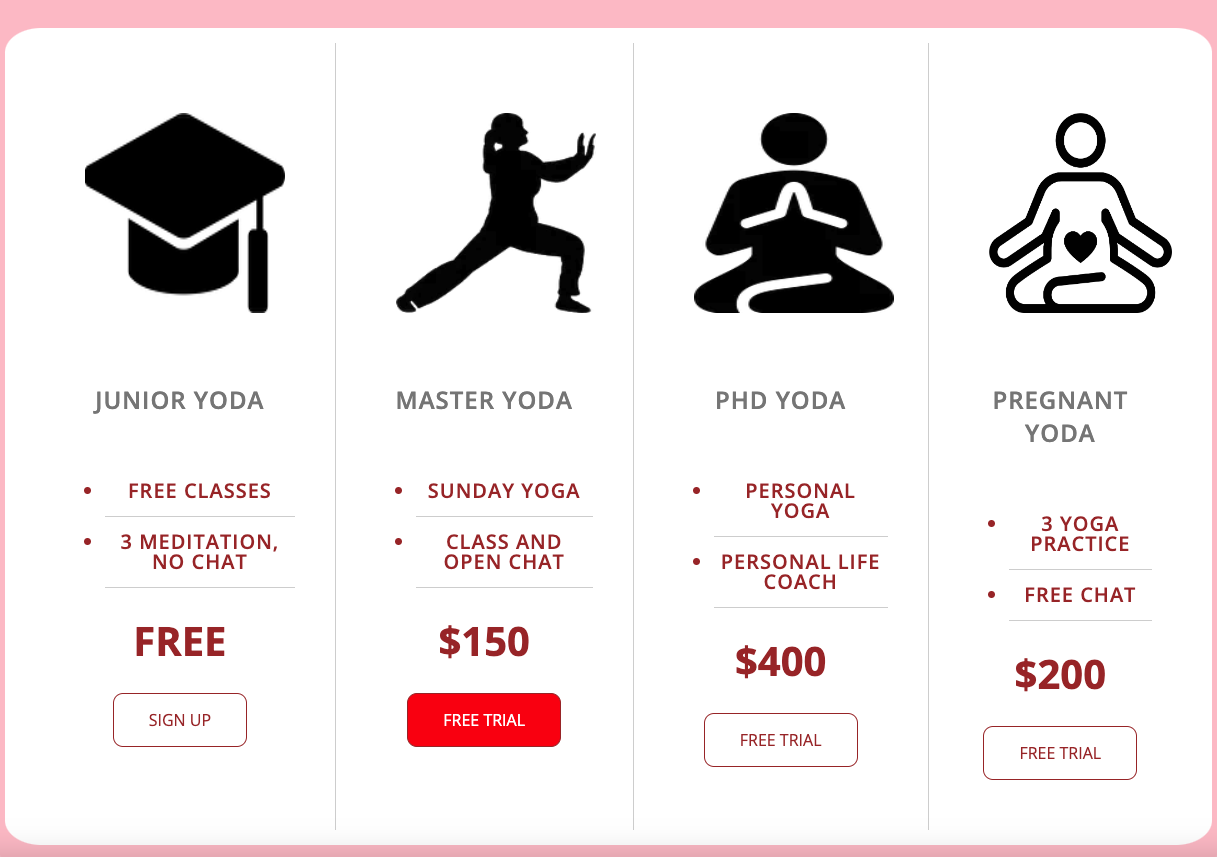 JUNIOR YODA
FREE CLASSES
3 MEDITATION,
NO CHAT
FREE
SIGN UP
MASTER YODA
SUNDAY YOGA
CLASS AND
OPEN CHAT
$150
FREE TRIAL
PHD YODA
PERSONAL
YOGA
PERSONAL LIFE
COACH
$400
FREE TRIAL
PREGNANT
YODA
3 YOGA
PRACTICE
FREE CHAT
$200
FREE TRIAL